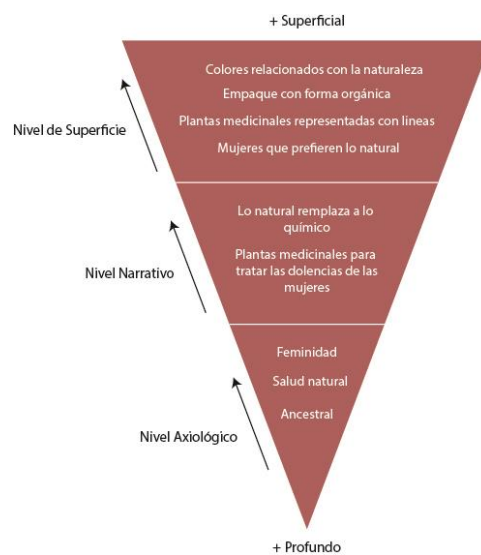 + Superficial
Colores relacionados con la naturaleza
Empaque con forma orgánica
Nivel de Superficie
Plantas medicinales representadas con lineas
Mujeres que prefieren lo natural
Lo natural remplaza a lo
químico
Nivel Narrativo
Plantas medicinales para
tratar las dolencias de las
mujeres
Feminidad
Salud natural
Ancestral
Nivel Axiológico
+ Profundo